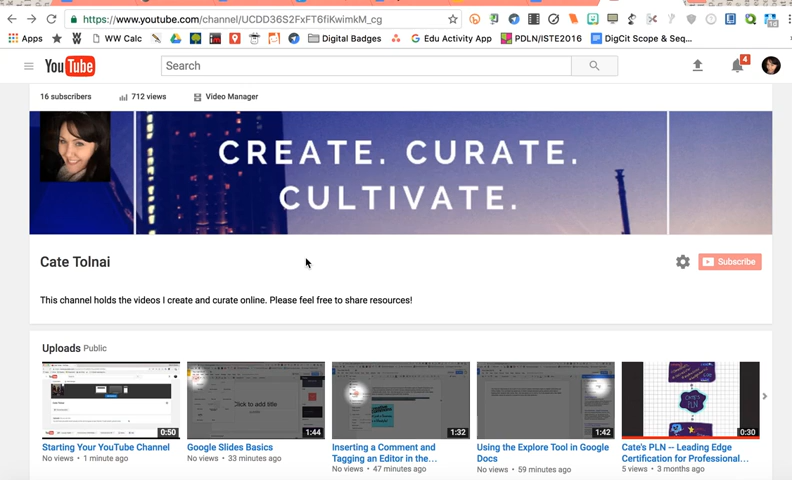 https://www.youtube.com/channel/UCDD36S2FxFT6fiKwimkM_cg
Apps WW Calc Digital Badges Edu Activity App PDLN/ISTE2016 DigCit Scope & Seq...
YouTube Search 4
16 subscribers 712 views Video Manager
CREATE. CURATE.
CULTIVATE.
Cate Tolnai Subscribe
This channel holds the videos I create and curate online. Please feel free to share resources!
Uploads Public
Click to add title
CATE'S
PLN
0:50 1:44 1:32 1:42 0:30
Starting Your YouTube Channel
No views • 1 minute ago
Google Slides Basics
No views • 33 minutes ago
Inserting a Comment and
Tagging an Editor in the...
No views • 47 minutes ago
Using the Explore Tool in Google
Docs
No views • 59 minutes ago
Cate's PLN -- Leading Edge
Certification for Professional...
5 views • 3 months ago